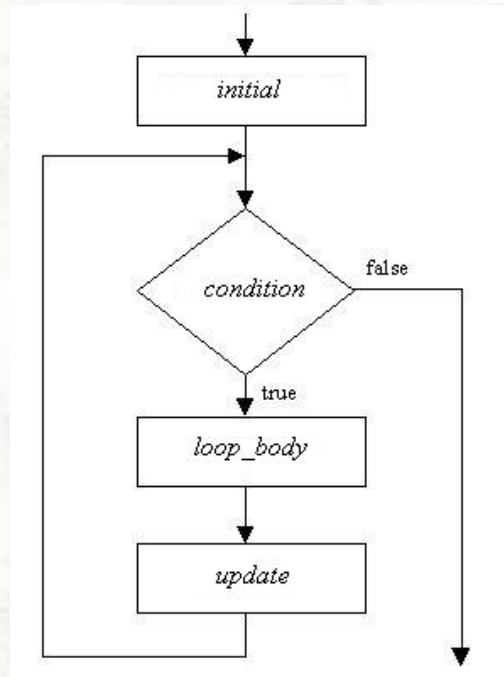 initial
condition
false
true
loop_body
update